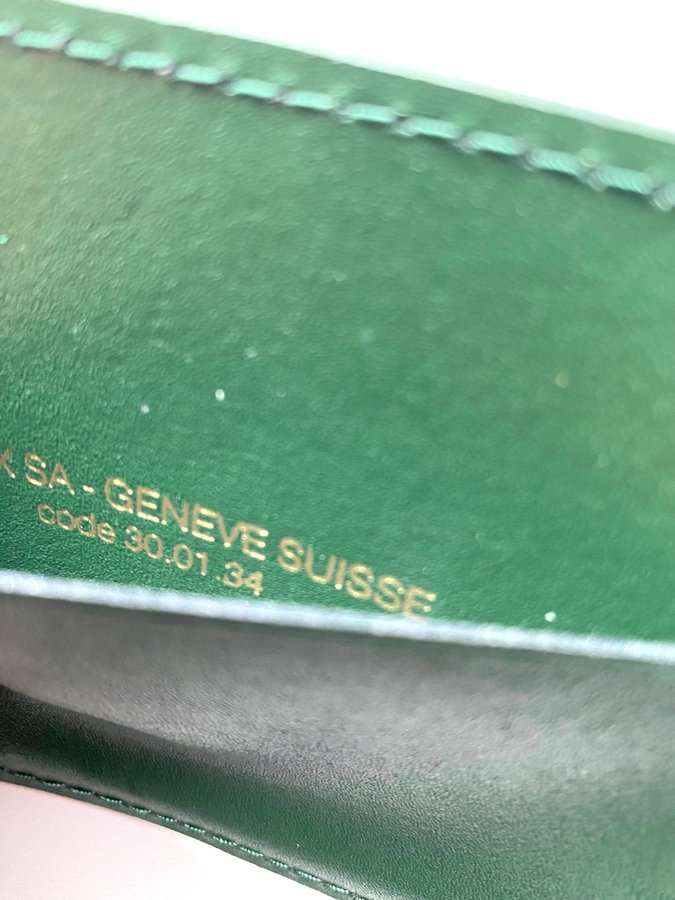 X SA - GENEVE SUISSE
code 30.01.34